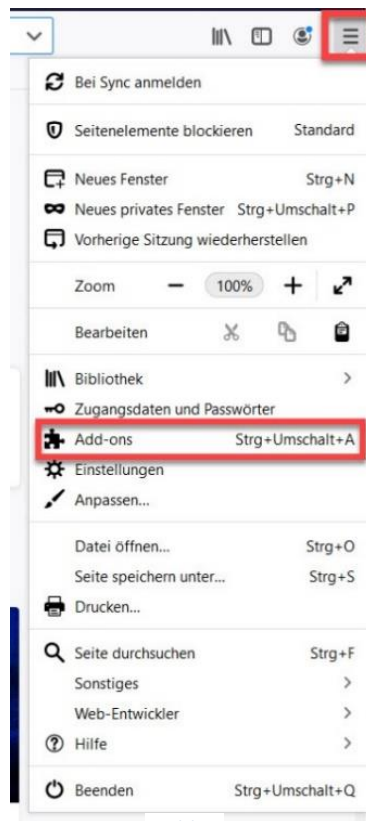 Bei Sync anmelden
Seitenelemente blockieren Standard
Neues Fenster Strg+N
Neues privates Fenster Strg+Umschalt+P
Vorherige Sitzung wiederherstellen
Zoom 100%
Bearbeiten
Bibliothek
Zugangsdaten und Passwörter
Add-ons Strg+Umschalt+A
Einstellungen
Anpassen...
Datei öffnen... Strg+O
Seite speichern unter... Strg+S
Drucken...
Seite durchsuchen Strg+F
Sonstiges
Web-Entwickler
Hilfe
Beenden Strg+Umschalt+Q